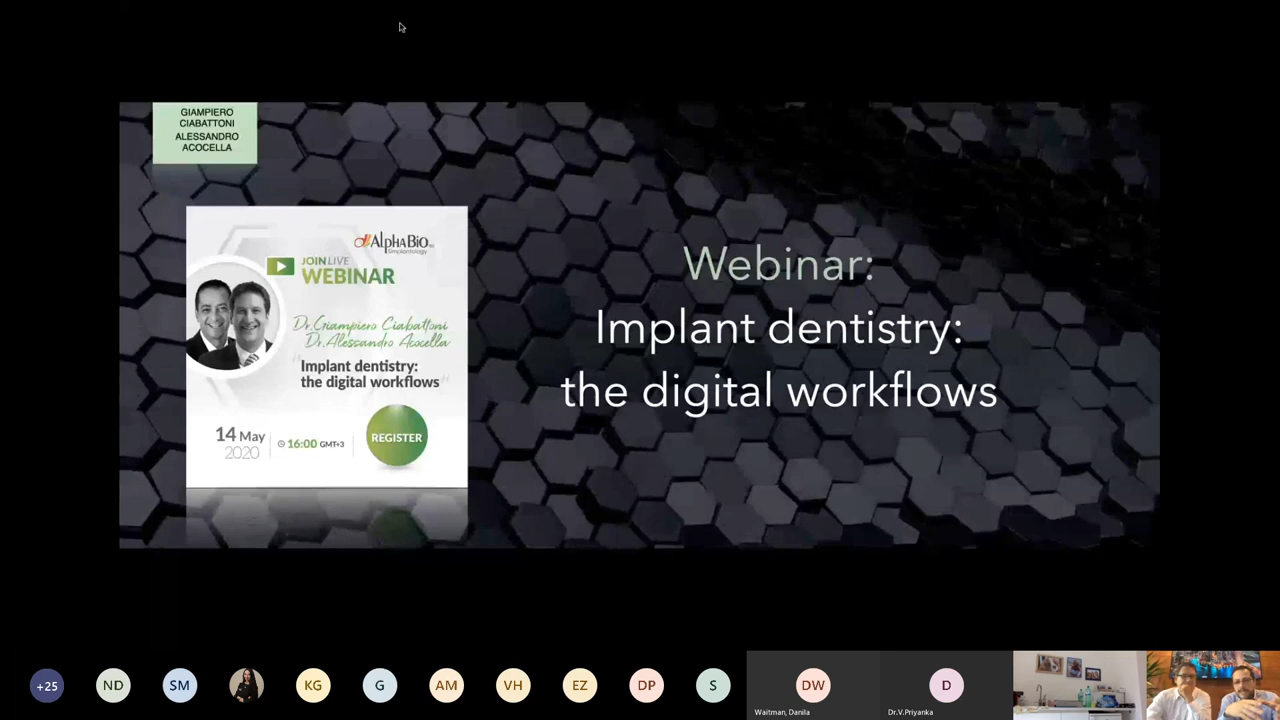 GIAMPIERO
CIABATTONI
ALESSANDRO
ACOCELLA
AlphaBio
Simplantology
JOIN LIVE
WEBINAR
Dr. Giampiero Ciabattoni
Dr. Alessandro Acocella
"Implant dentistry:
the digital workflows"
14 May
2020
16:00 GMT+3
REGISTER
Webinar:
Implant dentistry:
the digital workflows
+25
ND
SM
KG
G
AM
VH
EZ
DP
S
DW
Waitman, Danila
D
Dr.V.Priyanka